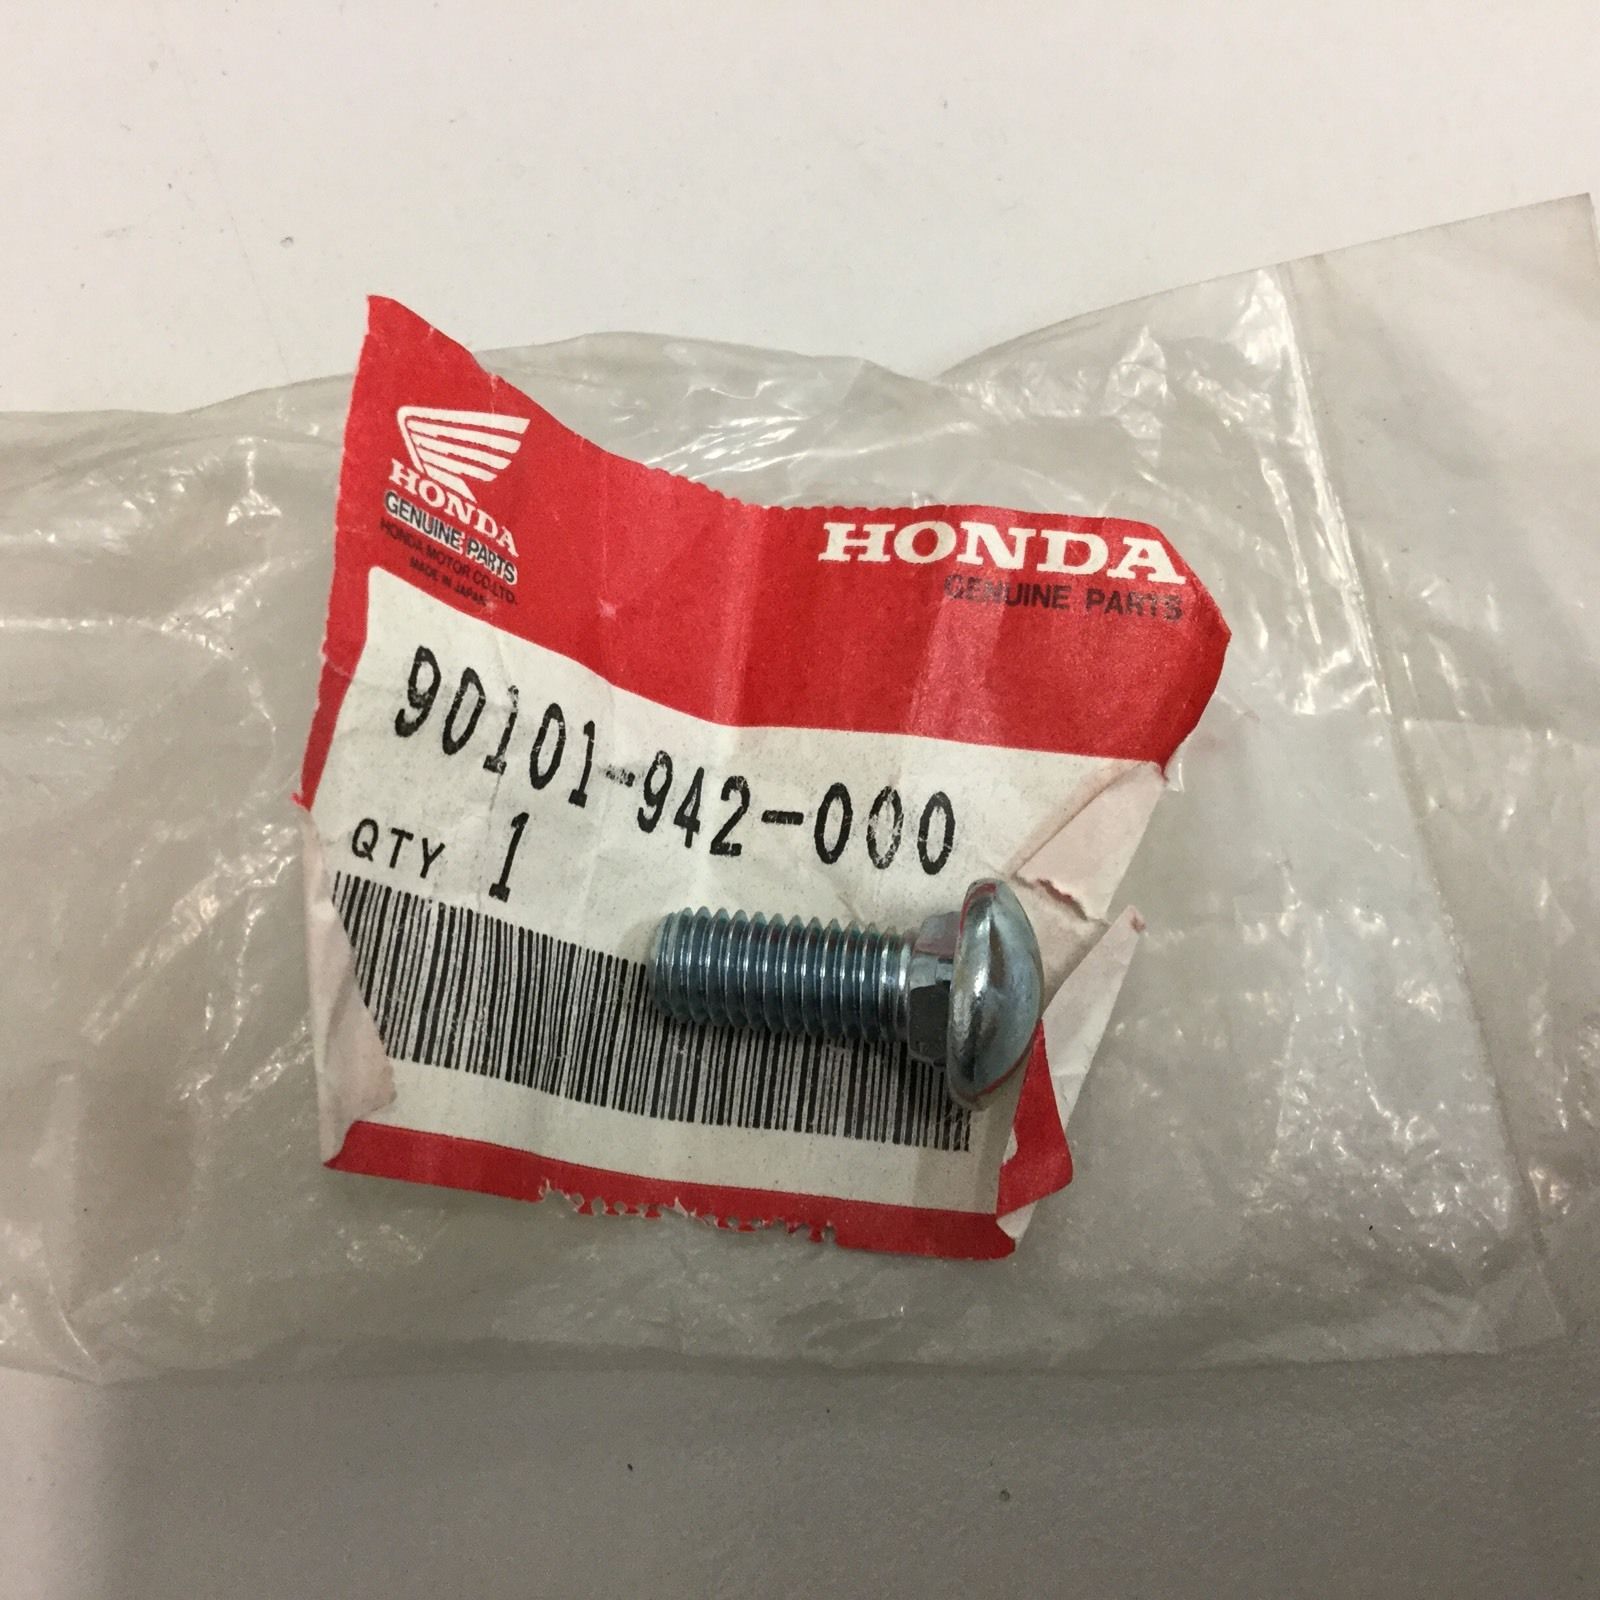 HONDA
GENUINE PARTS
HONDA MOTOR CO.,LTD.
MADE IN JAPAN
HONDA
GENUINE PARTS
90101-942-000
QTY 1